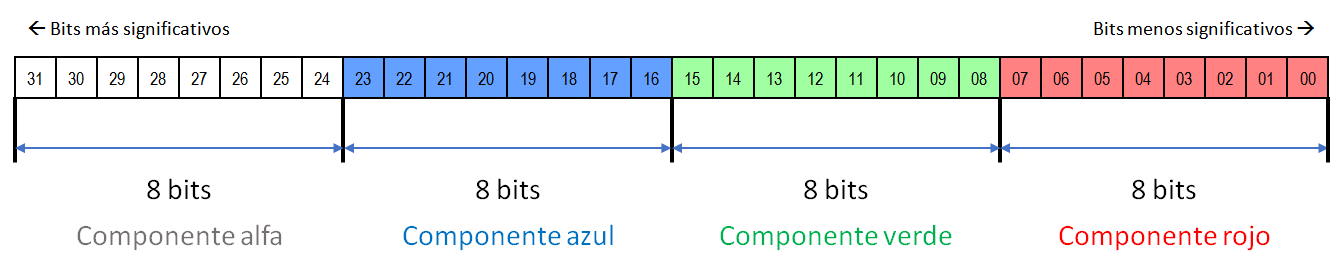 ← Bits más significativos Bits menos significativos →
31 30 29 28 27 26 25 24 23 22 21 20 19 18 17 16 15 14 13 12 11 10 09 08 07 06 05 04 03 02 01 00
8 bits 8 bits 8 bits 8 bits
Componente alfa Componente azul Componente verde Componente rojo